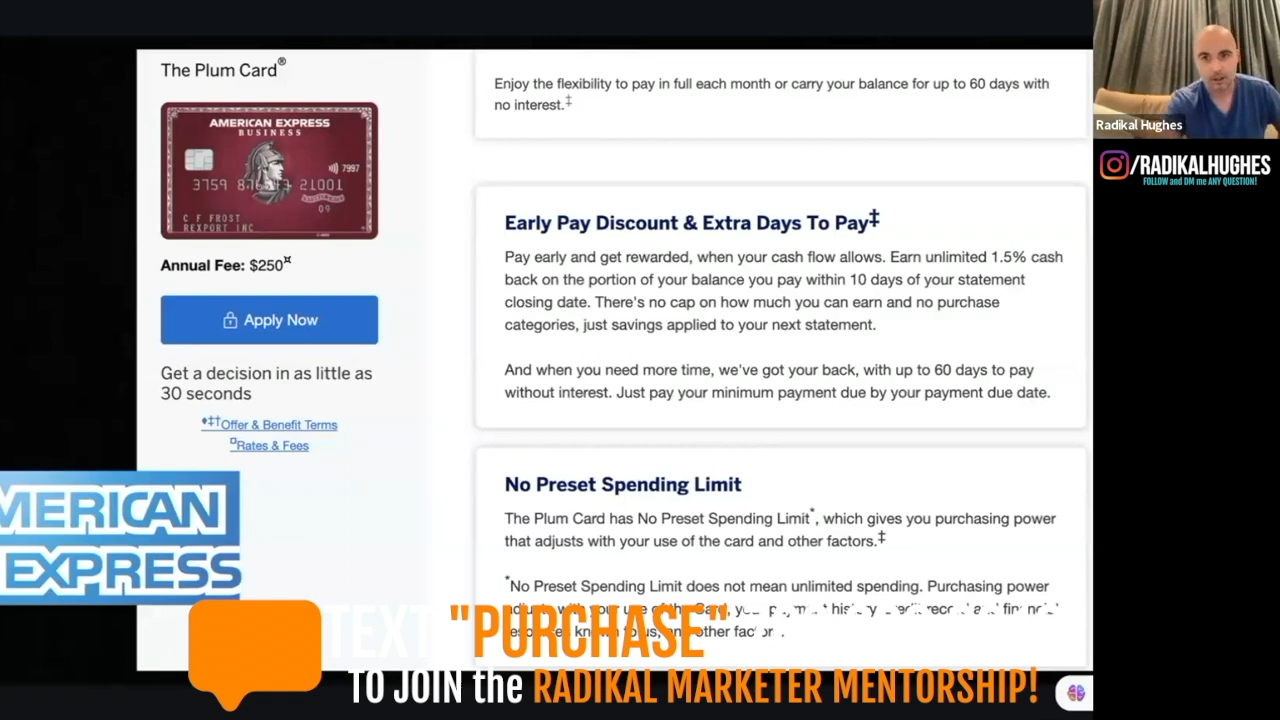 The Plum Card®
AMERICAN EXPRESS
BUSINESS
7997
21001
09
C F FROST
REXPORT INC
Annual Fee: $250¤
Apply Now
Get a decision in as little as
30 seconds
♦‡†Offer & Benefit Terms
¤Rates & Fees
Enjoy the flexibility to pay in full each month or carry your balance for up to 60 days with
no interest.‡
Early Pay Discount & Extra Days To Pay‡
Pay early and get rewarded, when your cash flow allows. Earn unlimited 1.5% cash
back on the portion of your balance you pay within 10 days of your statement
closing date. There's no cap on how much you can earn and no purchase
categories, just savings applied to your next statement.
And when you need more time, we've got your back, with up to 60 days to pay
without interest. Just pay your minimum payment due by your payment due date.
No Preset Spending Limit
The Plum Card has No Preset Spending Limit*, which gives you purchasing power
that adjusts with your use of the card and other factors.‡
*No Preset Spending Limit does not mean unlimited spending. Purchasing power
Radikal Hughes
/RADIKALHUGHES
FOLLOW and DM me ANY QUESTION!
MERICAN
EXPRESS
TEXT "PURCHASE"
TO JOIN the RADIKAL MARKETER MENTORSHIP!